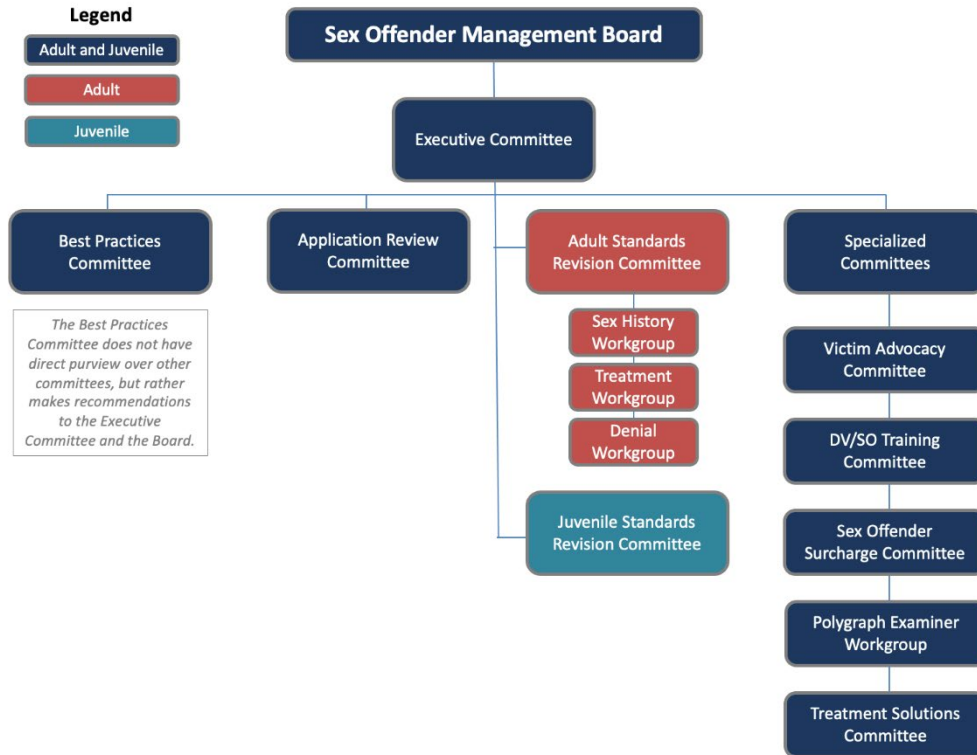 Legend
Adult and Juvenile
Adult
Juvenile
Sex Offender Management Board
Executive Committee
Best Practices
Committee
Application Review
Committee
Adult Standards
Revision Committee
Specialized
Committees
The Best Practices
Committee does not have
direct purview over other
committees, but rather
makes recommendations
to the Executive
Committee and the Board.
Sex History
Workgroup
Treatment
Workgroup
Denial
Workgroup
Juvenile Standards
Revision Committee
Victim Advocacy
Committee
DV/SO Training
Committee
Sex Offender
Surcharge Committee
Polygraph Examiner
Workgroup
Treatment Solutions
Committee